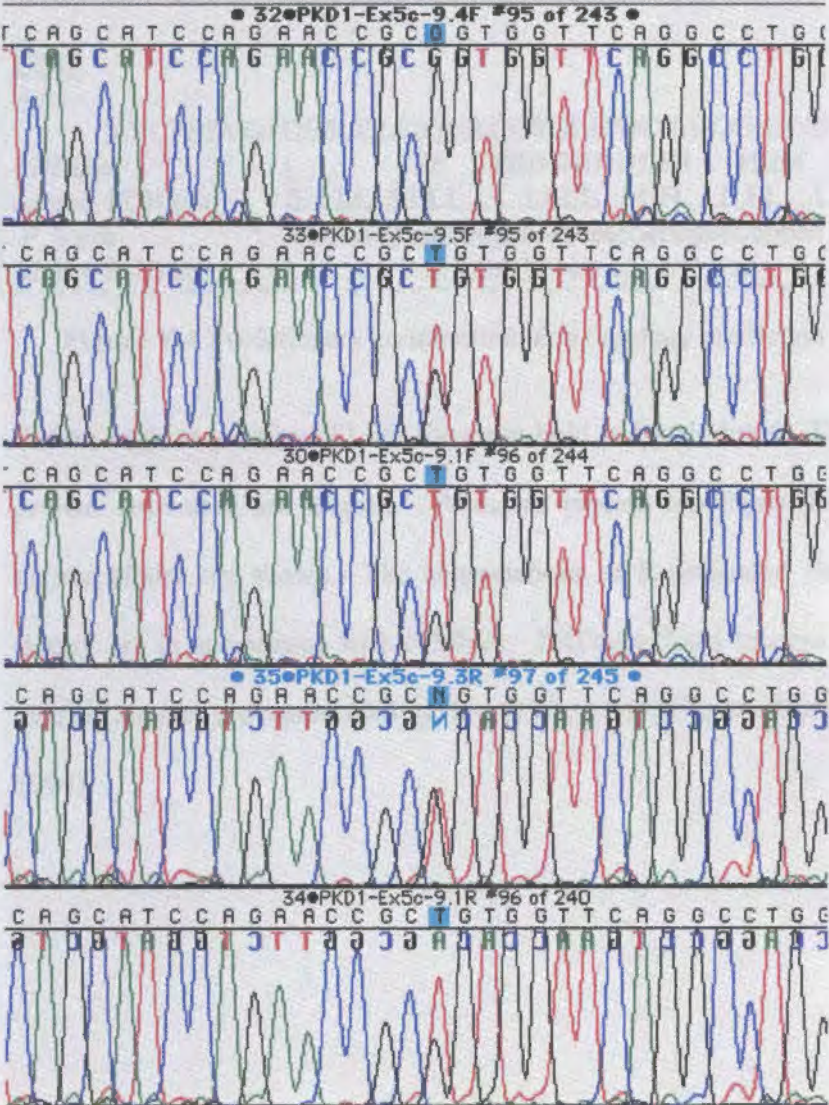 ● 32●PKD1-Ex5c-9.4F #95 of 243 ●
T C A G C A T C C A G A A C C G C G G T G G T T C A G G C C T G G
C A G C A T C C A G A A C C G C G G T G G T T C A G G C C T G G
33●PKD1-Ex5c-9.5F #95 of 243
C A G C A T C C A G A A C C G C T G T G G T T C A G G C C T G G
C A G C A T C C A G A A C C G C T G T G G T T C A G G C C T G G
30●PKD1-Ex5c-9.1F #96 of 244
C A G C A T C C A G A A C C G C T G T G G T T C A G G C C T G G
C A G C A T C C A G A A C C G C T G T G G T T C A G G C C T G G
● 35●PKD1-Ex5c-9.3R #97 of 245 ●
C A G C A T C C A G A A C C G C N G T G G T T C A G G C C T G G
G T C G T A G G T C T T G G C G N C A C C A A G T C C G G A C C
34●PKD1-Ex5c-9.1R #96 of 240
C A G C A T C C A G A A C C G C T G T G G T T C A G G C C T G G
G T C G T A G G T C T T G G C G A C A C C A A G T C C G G A C C